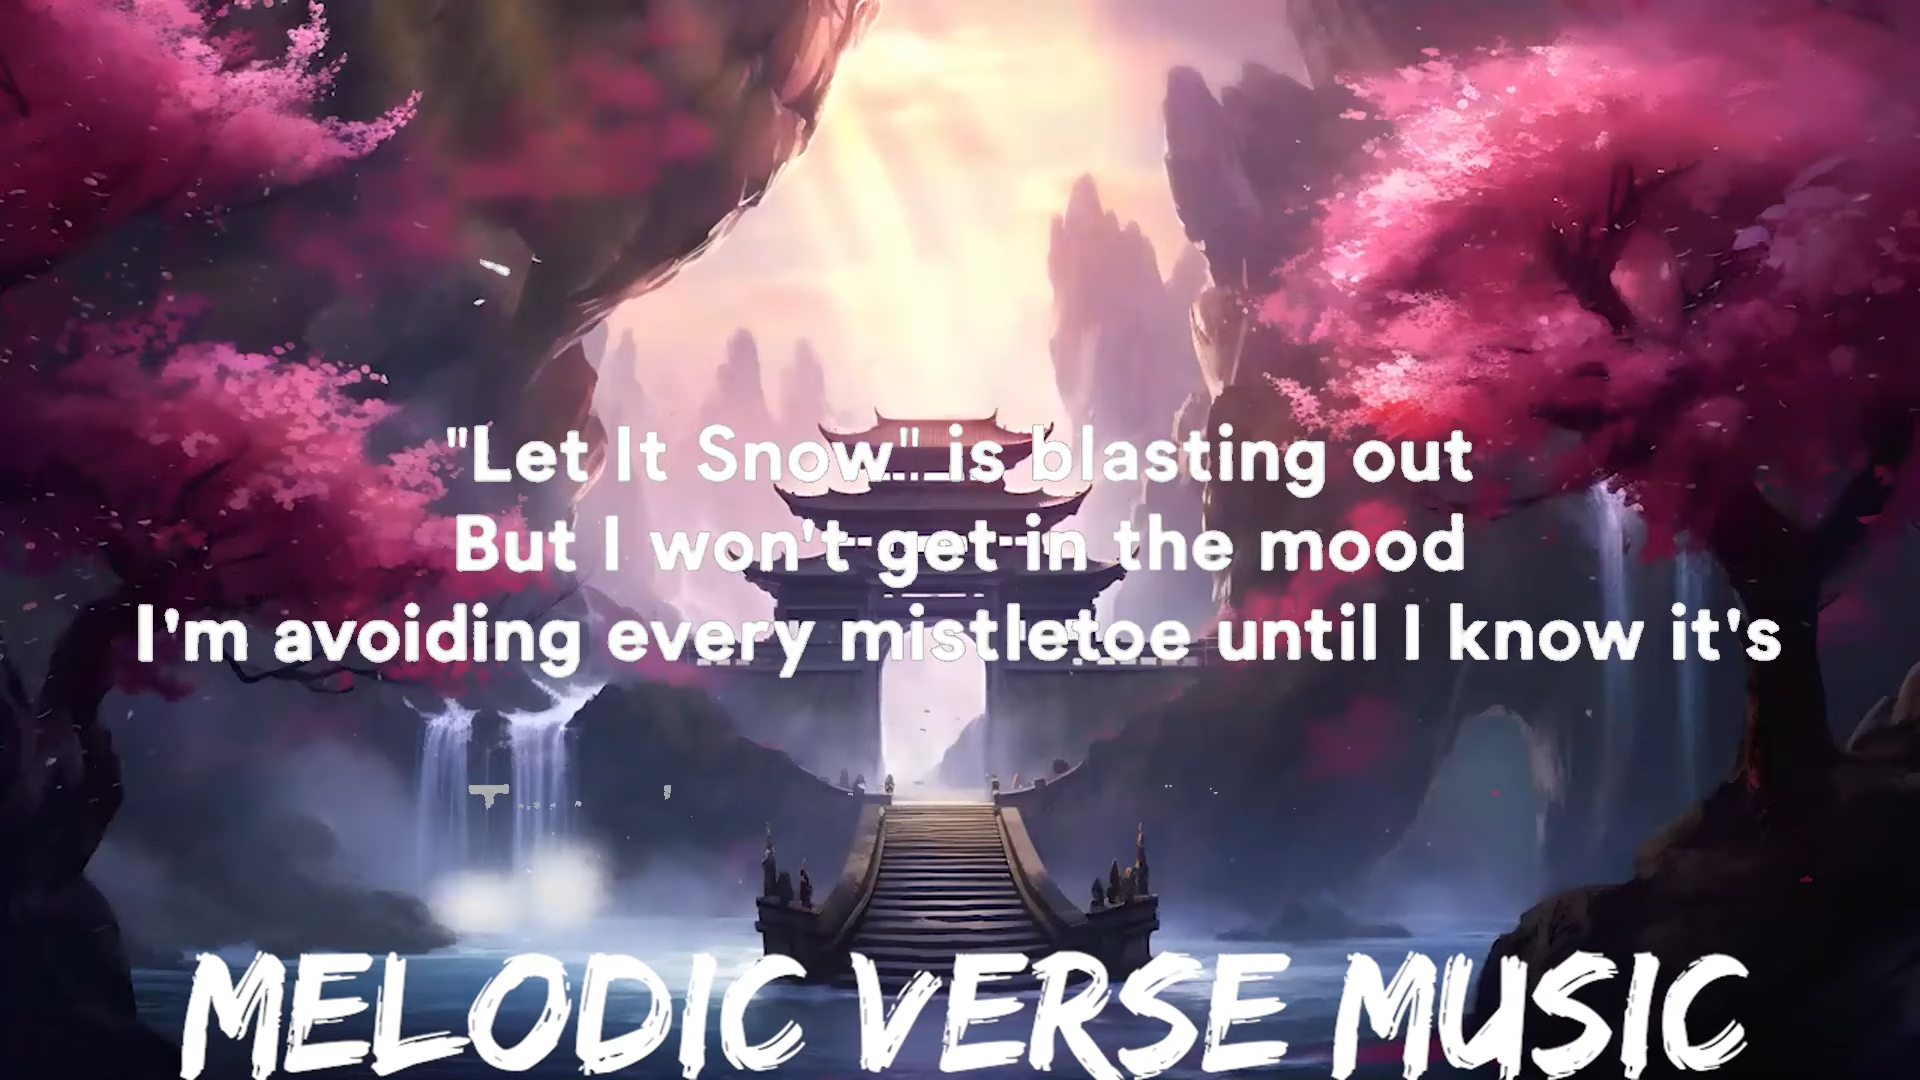 "Let It Snow" is blasting out
But I won't get in the mood
I'm avoiding every mistletoe until I know it's
MELODIC VERSE MUSIC